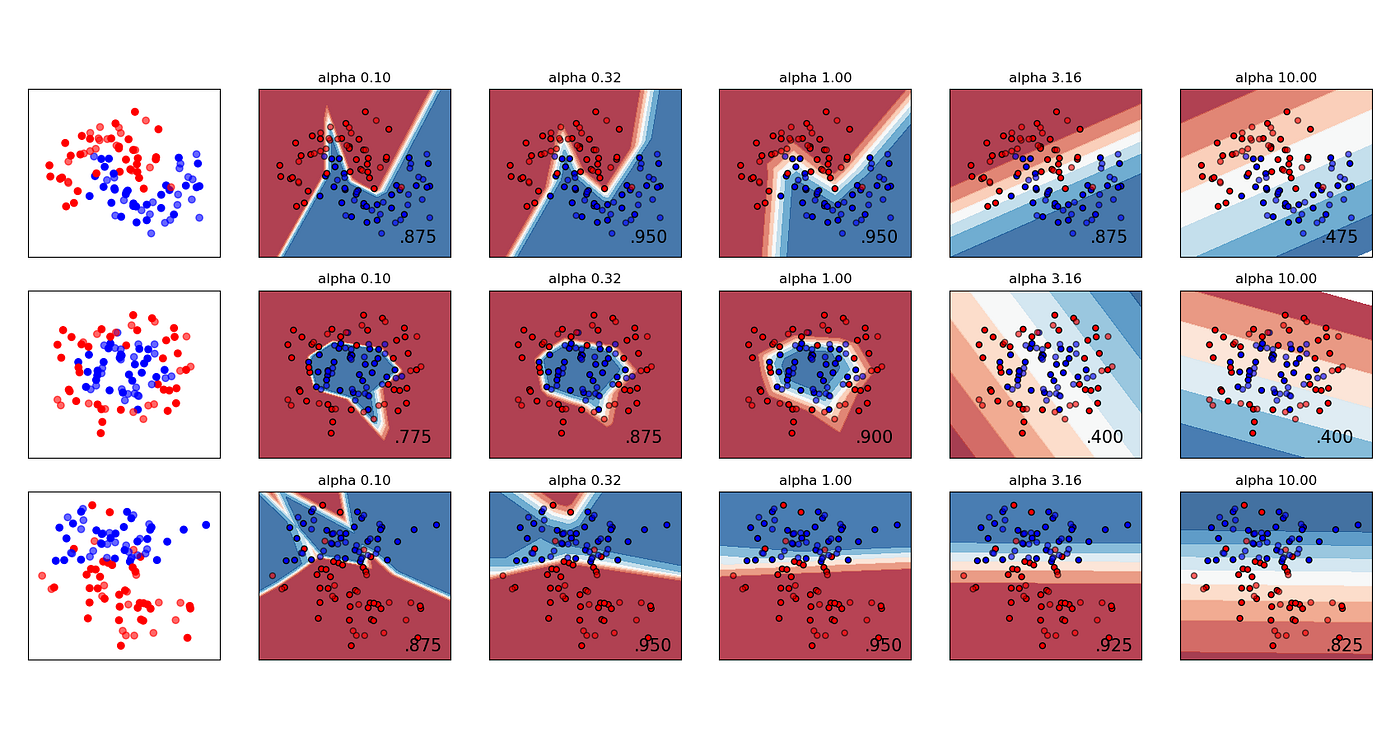 alpha 0.10
alpha 0.32
alpha 1.00
alpha 3.16
alpha 10.00
.875
.950
.950
.875
.475
alpha 0.10
alpha 0.32
alpha 1.00
alpha 3.16
alpha 10.00
.775
.875
.900
.400
.400
alpha 0.10
alpha 0.32
alpha 1.00
alpha 3.16
alpha 10.00
.875
.950
.950
.925
.825